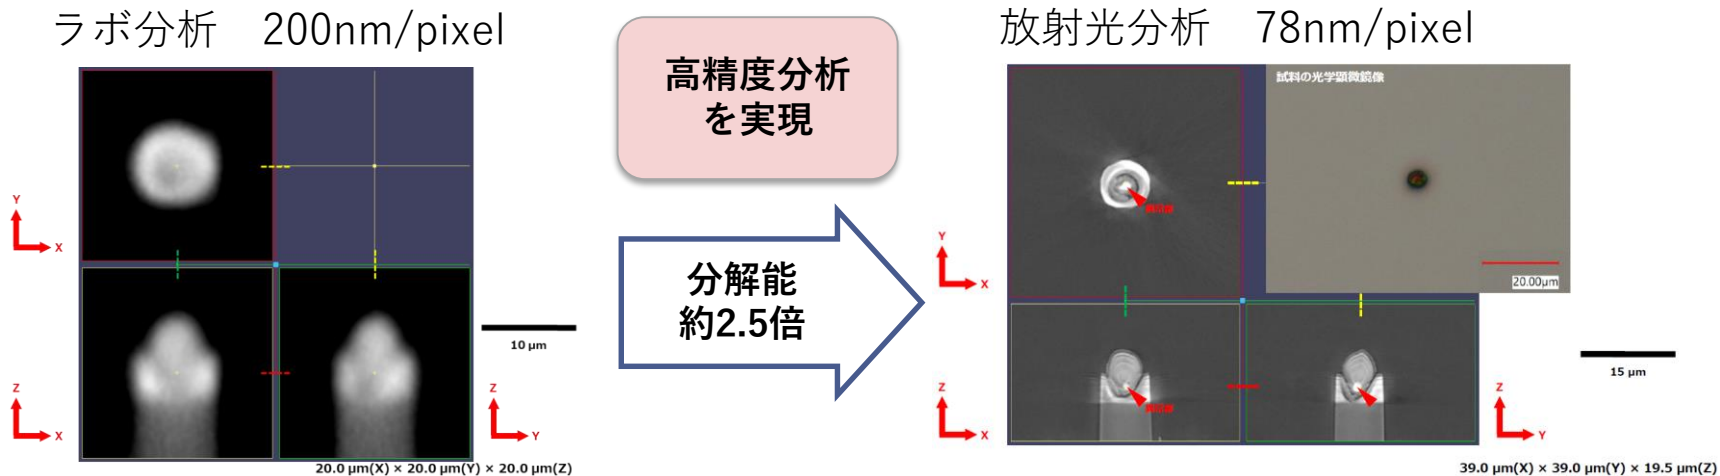 ラボ分析　200nm/pixel
Y
X
Z
X
Z
Y
10 μm
20.0 μm(X) × 20.0 μm(Y) × 20.0 μm(Z)
高精度分析
を実現
分解能
約2.5倍
放射光分析　78nm/pixel
試料の光学顕微鏡像
20.00μm
Y
X
Z
X
Z
Y
15 μm
39.0 μm(X) × 39.0 μm(Y) × 19.5 μm(Z)